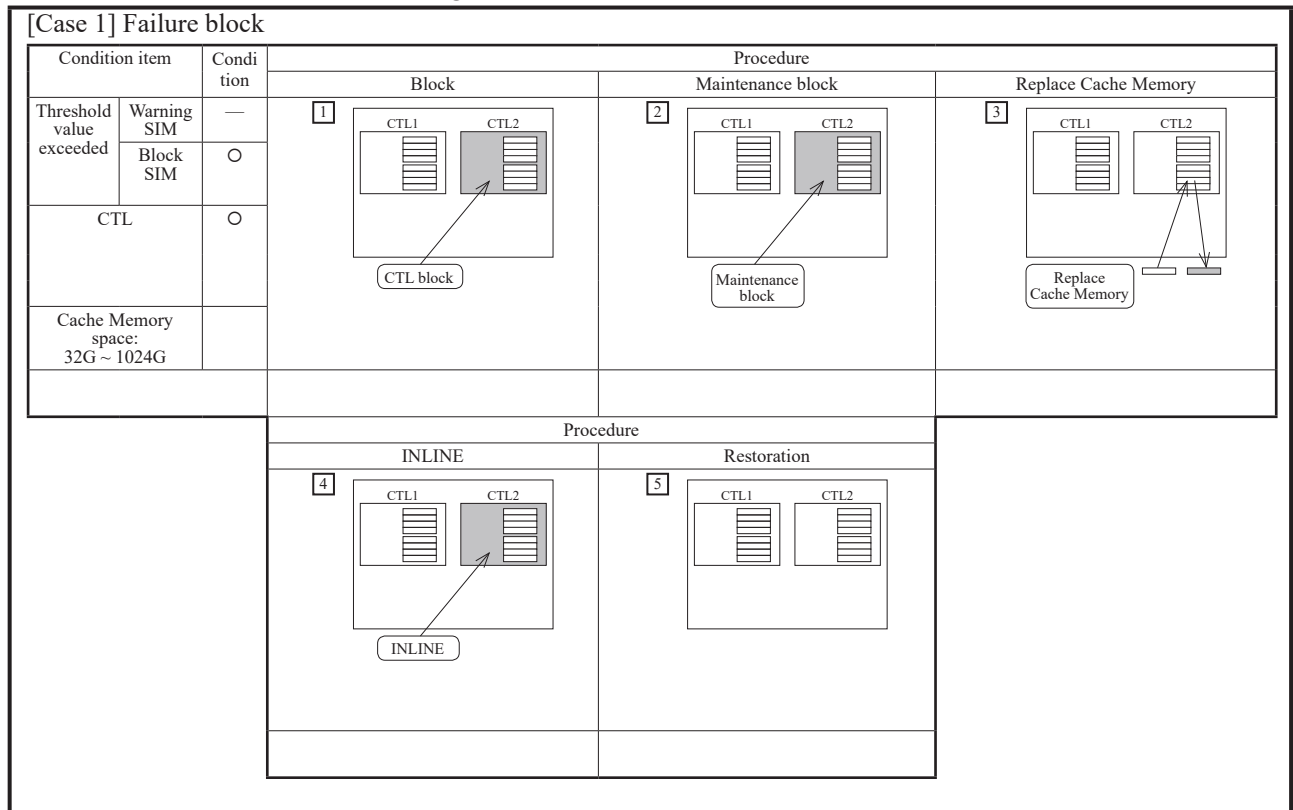 [Case 1] Failure block
Condition item
Condi
tion
Procedure
Block
Maintenance block
Replace Cache Memory
Threshold
value
exceeded
Warning
SIM
—
Block
SIM
○
CTL
○
Cache Memory
space:
32G ~ 1024G
1
CTL1
CTL2
CTL block
2
CTL1
CTL2
Maintenance
block
3
CTL1
CTL2
Replace
Cache Memory
Procedure
INLINE
Restoration
4
CTL1
CTL2
INLINE
5
CTL1
CTL2